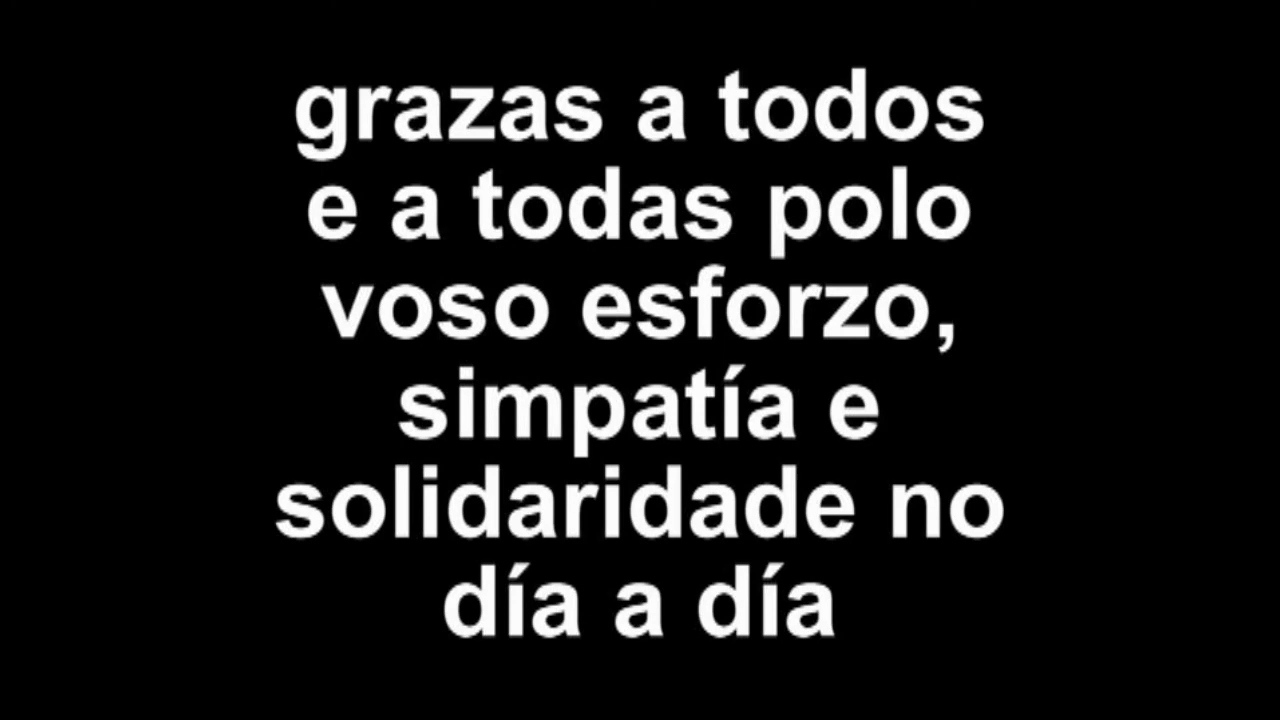 grazas a todos
e a todas polo
voso esforzo,
simpatía e
solidaridade no
día a día